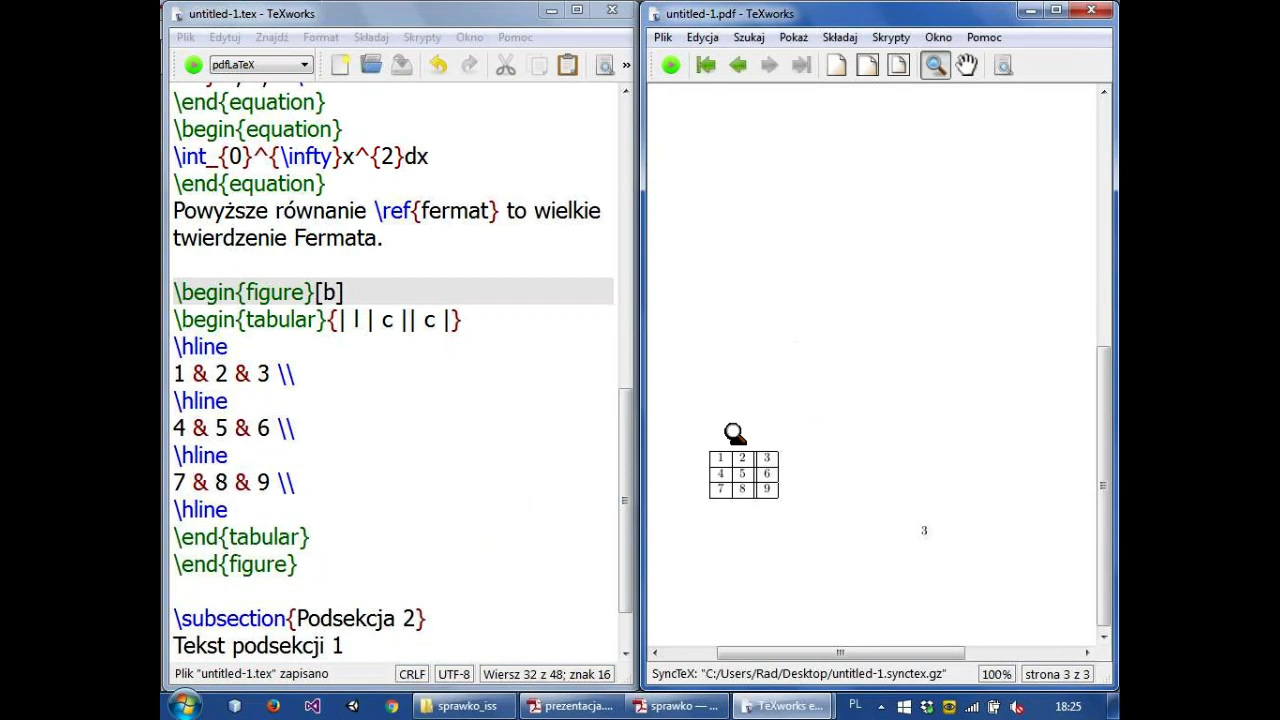 untitled-1.tex - TeXworks
Plik Edytuj Znajdź Format Składaj Skrypty Okno Pomoc
pdfLaTeX
»
\end{equation}
\begin{equation}
\int_{0}^{\infty}x^{2}dx
\end{equation}
Powyższe równanie \ref{fermat} to wielkie
twierdzenie Fermata.
\begin{figure}[b]
\begin{tabular}{| l | c || c |}
\hline
1 & 2 & 3 \\
\hline
4 & 5 & 6 \\
\hline
7 & 8 & 9 \\
\hline
\end{tabular}
\end{figure}
\subsection{Podsekcja 2}
Tekst podsekcji 1
Plik "untitled-1.tex" zapisano CRLF UTF-8 Wiersz 32 z 48; znak 16
untitled-1.pdf - TeXworks
Plik Edycja Szukaj Pokaż Składaj Skrypty Okno Pomoc
1 2 3
4 5 6
7 8 9
3
SyncTeX: "C:/Users/Rad/Desktop/untitled-1.synctex.gz" 100% strona 3 z 3
sprawko_iss prezentacja.... sprawko — ... TeXworks e... PL 18:25